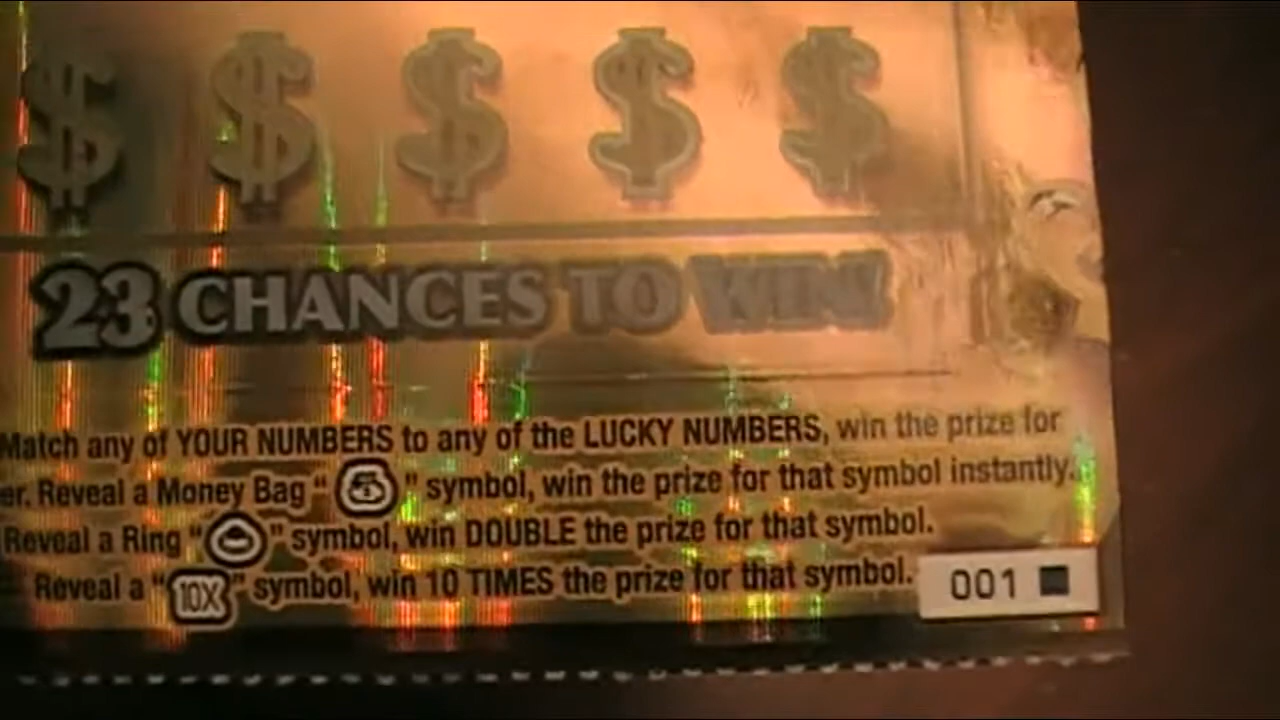 $ $ $ $ $
23 CHANCES TO WIN!
Match any of YOUR NUMBERS to any of the LUCKY NUMBERS, win the prize for
er. Reveal a Money Bag “ $ ” symbol, win the prize for that symbol instantly.
Reveal a Ring “ ” symbol, win DOUBLE the prize for that symbol.
Reveal a “10X” symbol, win 10 TIMES the prize for that symbol.
001